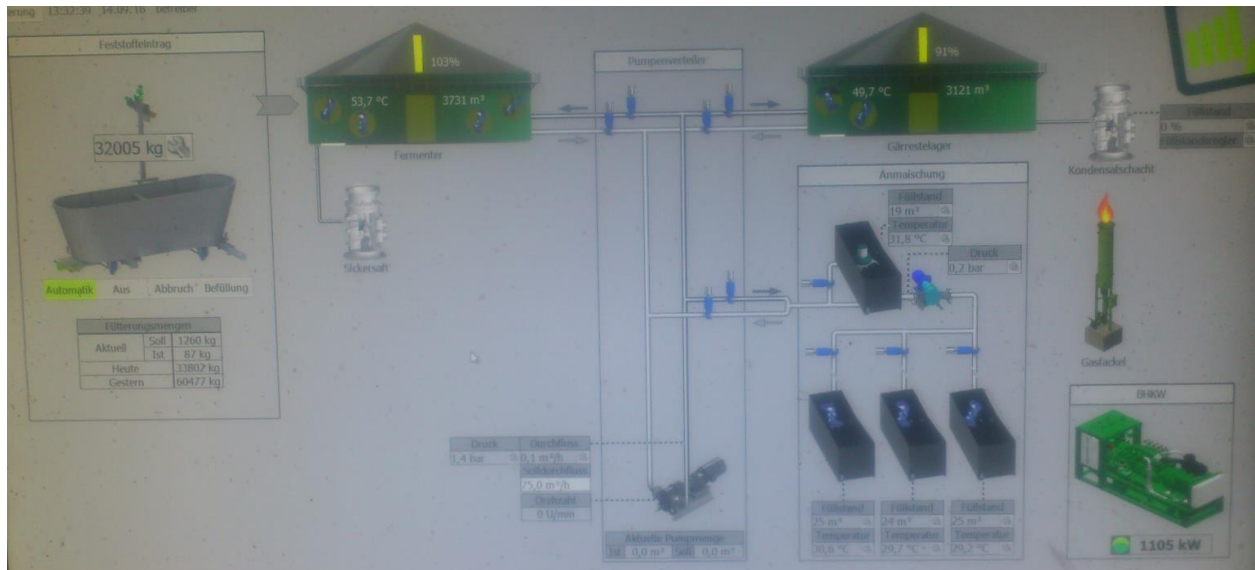 13:32:39 14.09.16 Betreiber
Feststoffeintrag
32005 kg
Automatik Aus Abbruch Befüllung
Fütterungsmengen
Aktuell Soll 1260 kg
Ist 87 kg
Heute 33802 kg
Gestern 60477 kg
103%
53,7 °C 3731 m³
Fermenter
Sickersaft
Pumpenverteiler
91%
49,7 °C 3121 m³
Gärrestelager
Füllstand
0 %
Füllstandsregler
Kondensatschacht
Anmaischung
Füllstand
19 m³
Temperatur
31,8 °C
Druck
0,2 bar
Gasfackel
Druck Durchfluss
1,4 bar 0,1 m³/h
Solldurchfluss
75,0 m³/h
Drehzahl
0 U/min
Aktuelle Pumpmenge
Ist 0,0 m³ Soll 0,0 m³
Füllstand Füllstand Füllstand
25 m³ 24 m³ 25 m³
Temperatur Temperatur Temperatur
30,6 °C 29,7 °C 29,2 °C
BHKW
1105 kW